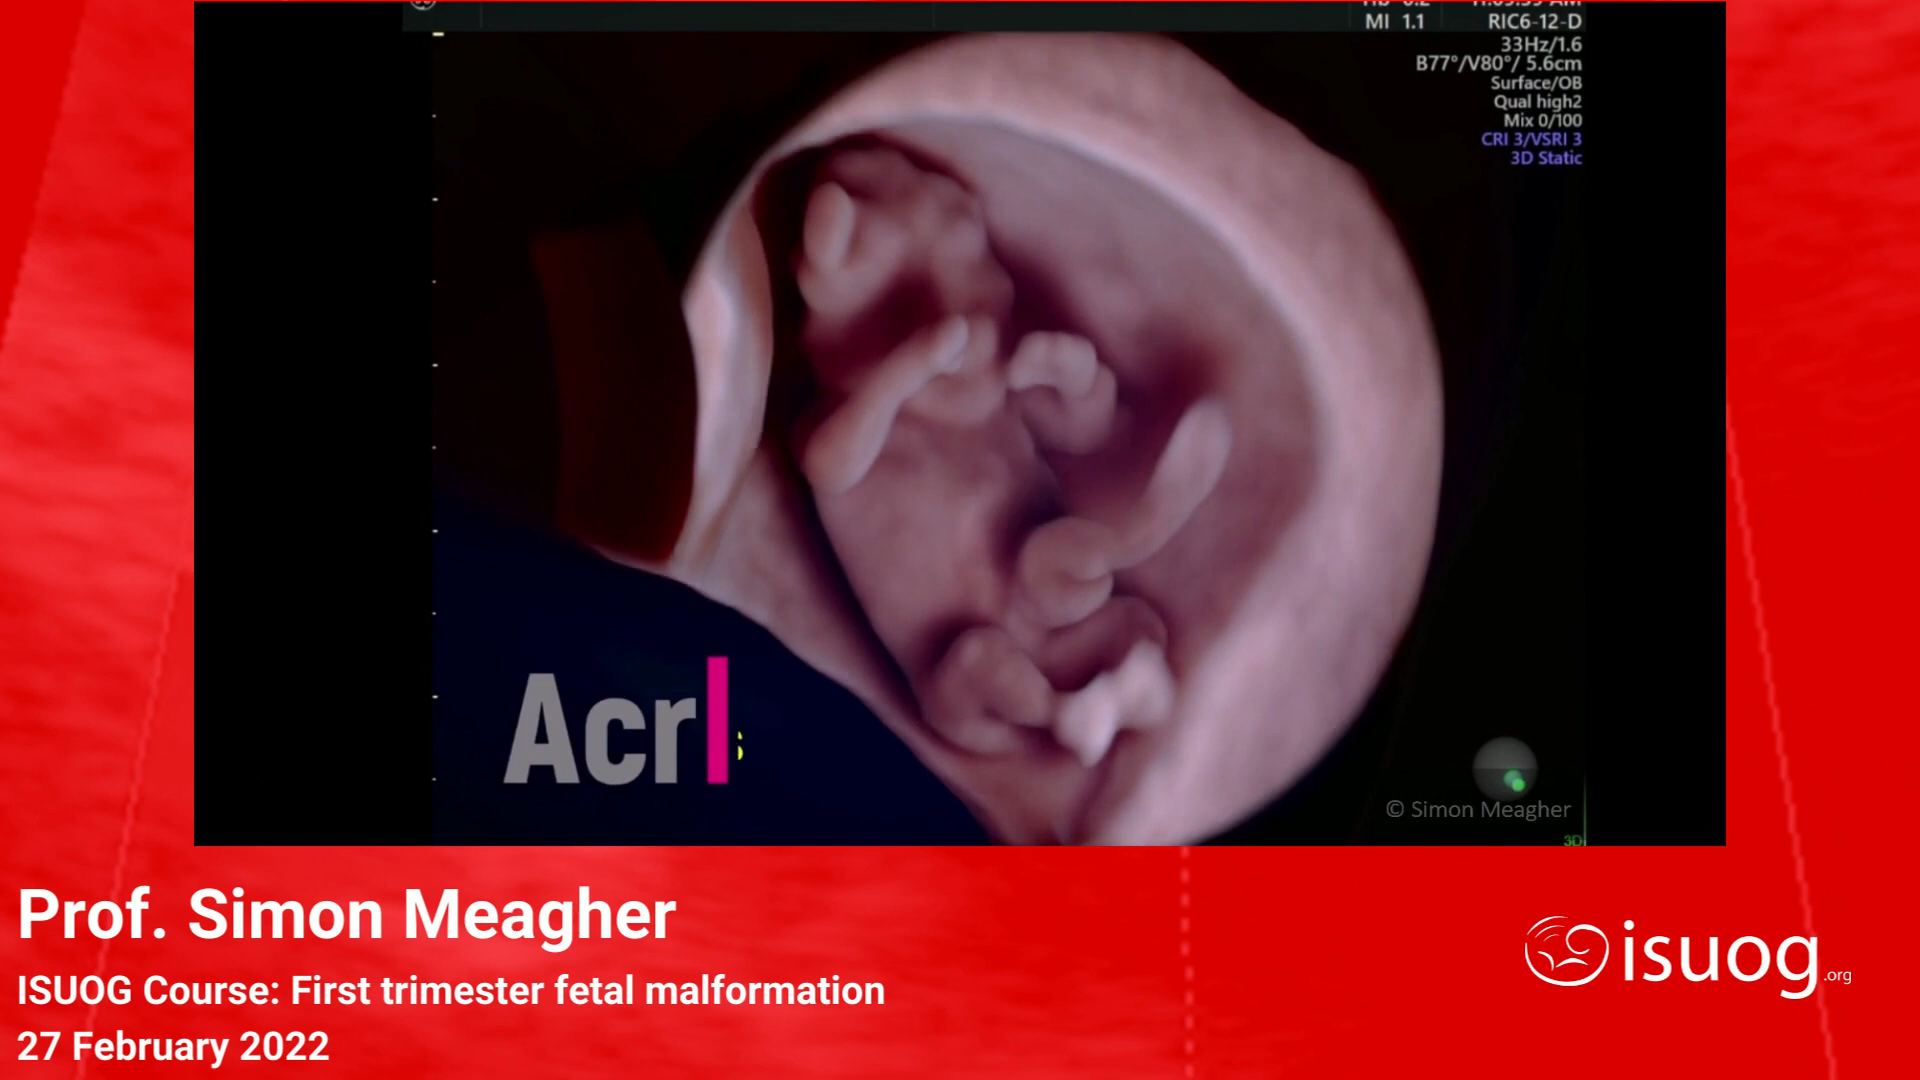 MI 1.1
RIC6-12-D
33Hz/1.6
B77°/V80°/ 5.6cm
Surface/OB
Qual high2
Mix 0/100
CRI 3/VSRI 3
3D Static
Acr
s
© Simon Meagher
3D
Prof. Simon Meagher
ISUOG Course: First trimester fetal malformation
27 February 2022
isuog.org